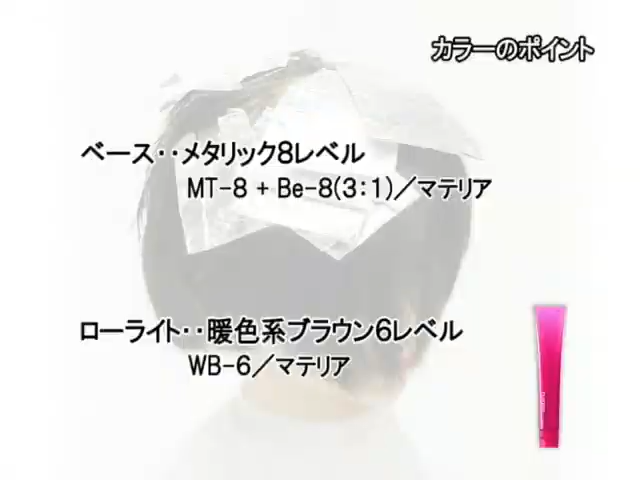 カラーのポイント
ベース‥メタリック8レベル
MT-8 + Be-8(3：1)／マテリア
ローライト‥暖色系ブラウン6レベル
WB-6／マテリア